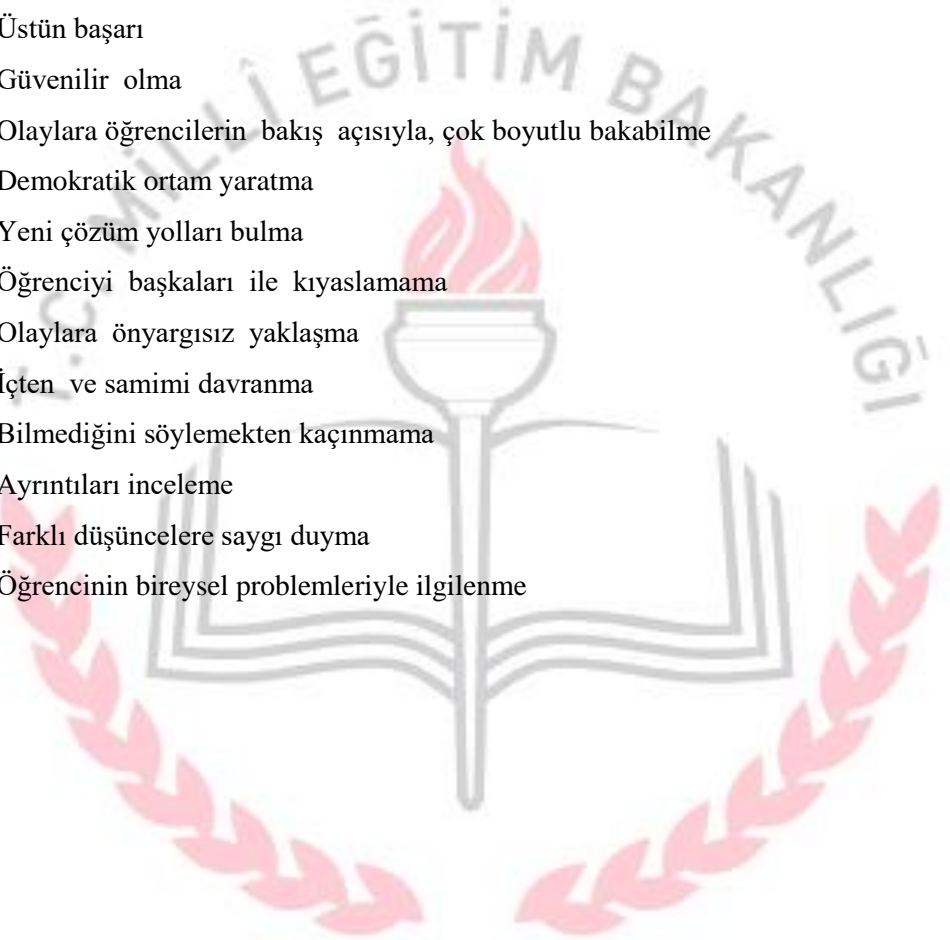 T.C. MİLLÎ EĞİTİM BAKANLIĞI
Üstün başarı
Güvenilir olma
Olaylara öğrencilerin bakış açısıyla, çok boyutlu bakabilme
Demokratik ortam yaratma
Yeni çözüm yolları bulma
Öğrenciyi başkaları ile kıyaslamama
Olaylara önyargısız yaklaşma
İçten ve samimi davranma
Bilmediğini söylemekten kaçınmama
Ayrıntıları inceleme
Farklı düşüncelere saygı duyma
Öğrencinin bireysel problemleriyle ilgilenme